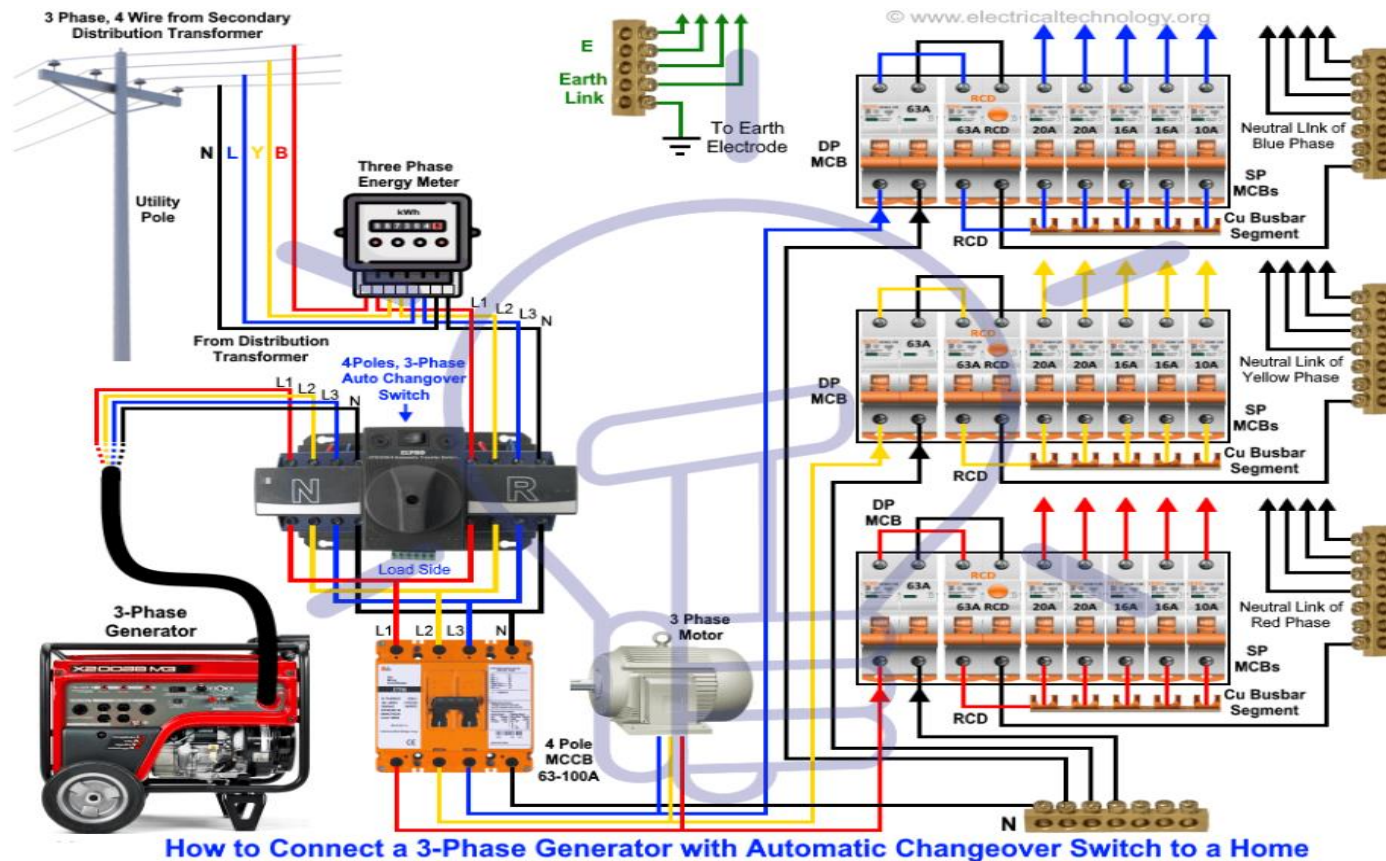 3 Phase, 4 Wire from Secondary
Distribution Transformer
N L Y B
Utility
Pole
Three Phase
Energy Meter
kWh
From Distribution
Transformer
L1
L2
L3
N
4Poles, 3-Phase
Auto Changover
Switch
L1
L2
L3
N
N
R
Load Side
3-Phase
Generator
L1 L2 L3 N
4 Pole
MCCB
63-100A
3 Phase
Motor
E
Earth
Link
To Earth
Electrode
© www.electricaltechnology.org
DP
MCB
63A
RCD
63A RCD
20A 20A 16A 16A 10A
SP
MCBs
RCD
Cu Busbar
Segment
Neutral LInk of
Blue Phase
DP
MCB
63A
RCD
63A RCD
20A 20A 16A 16A 10A
SP
MCBs
RCD
Cu Busbar
Segment
Neutral Link of
Yellow Phase
DP
MCB
63A
RCD
63A RCD
20A 20A 16A 16A 10A
SP
MCBs
RCD
Cu Busbar
Segment
Neutral Link of
Red Phase
N
How to Connect a 3-Phase Generator with Automatic Changeover Switch to a Home